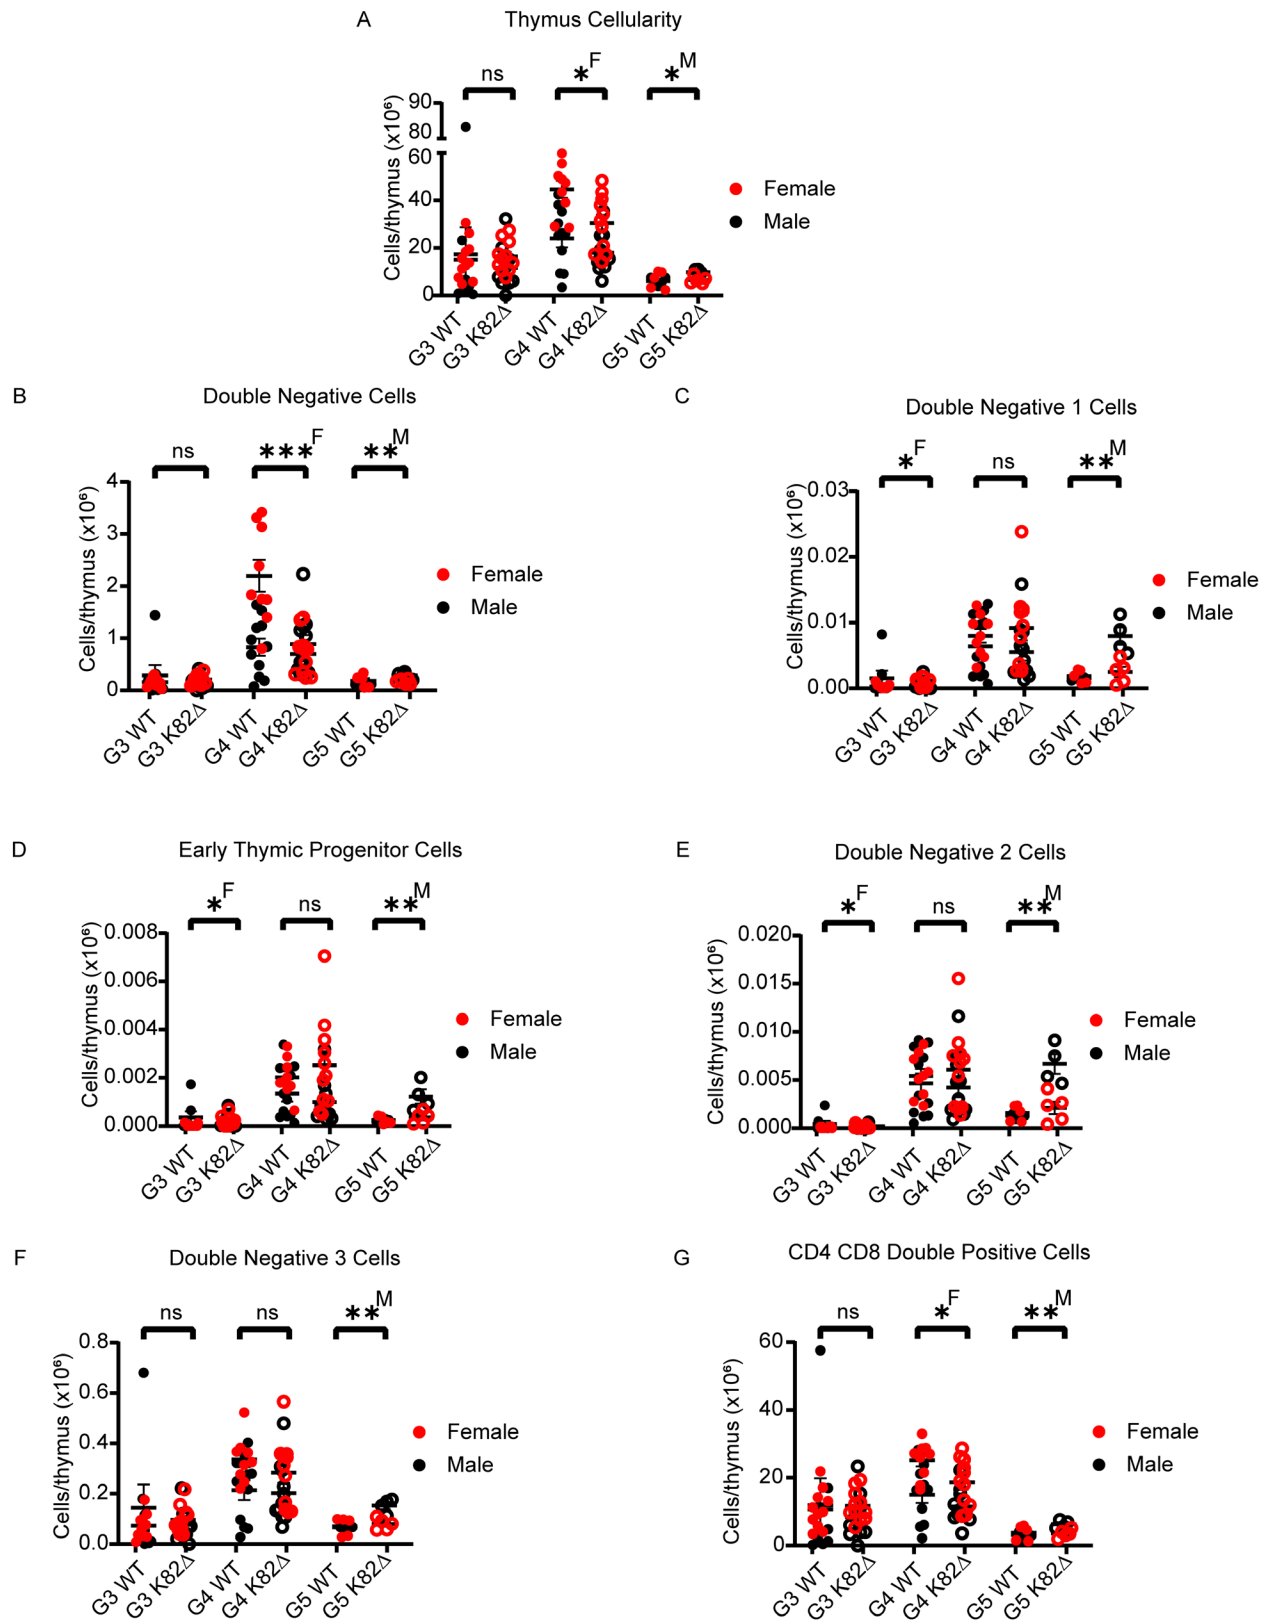 A
Thymus Cellularity
ns
*F
*M
Cells/thymus (x10⁶)
90
80
60
40
20
0
G3 WT
G3 K82Δ
G4 WT
G4 K82Δ
G5 WT
G5 K82Δ
Female
Male
B
Double Negative Cells
ns
***F
**M
Cells/thymus (x10⁶)
4
3
2
1
0
G3 WT
G3 K82Δ
G4 WT
G4 K82Δ
G5 WT
G5 K82Δ
Female
Male
C
Double Negative 1 Cells
*F
ns
**M
Cells/thymus (x10⁶)
0.03
0.02
0.01
0.00
G3 WT
G3 K82Δ
G4 WT
G4 K82Δ
G5 WT
G5 K82Δ
Female
Male
D
Early Thymic Progenitor Cells
*F
ns
**M
Cells/thymus (x10⁶)
0.008
0.006
0.004
0.002
0.000
G3 WT
G3 K82Δ
G4 WT
G4 K82Δ
G5 WT
G5 K82Δ
Female
Male
E
Double Negative 2 Cells
*F
ns
**M
Cells/thymus (x10⁶)
0.020
0.015
0.010
0.005
0.000
G3 WT
G3 K82Δ
G4 WT
G4 K82Δ
G5 WT
G5 K82Δ
Female
Male
F
Double Negative 3 Cells
ns
ns
**M
Cells/thymus (x10⁶)
0.8
0.6
0.4
0.2
0.0
G3 WT
G3 K82Δ
G4 WT
G4 K82Δ
G5 WT
G5 K82Δ
Female
Male
G
CD4 CD8 Double Positive Cells
ns
*F
**M
Cells/thymus (x10⁶)
60
40
20
0
G3 WT
G3 K82Δ
G4 WT
G4 K82Δ
G5 WT
G5 K82Δ
Female
Male